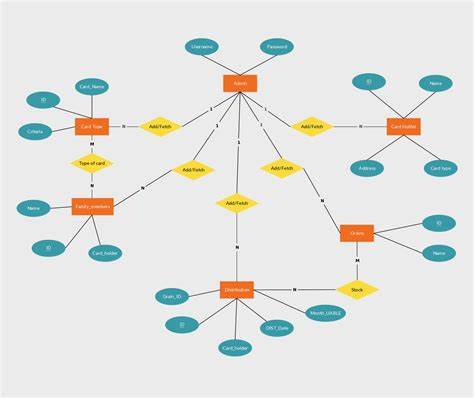 Username
Password
Admin
ID
Card_Name
ID
Name
Criteria
Card Type
N
Add/Fetch
1
1
1
1
1
Add/Fetch
N
Card Holder
M
Type of card
N
Add/Fetch
Add/Fetch
Address
Card type
Name
Family_members
N
Add/Fetch
N
ID
Card_holder
N
ID
Name
M
Grain_ID
Distribution
N
Stock
ID
DIST_Date
Card_holder